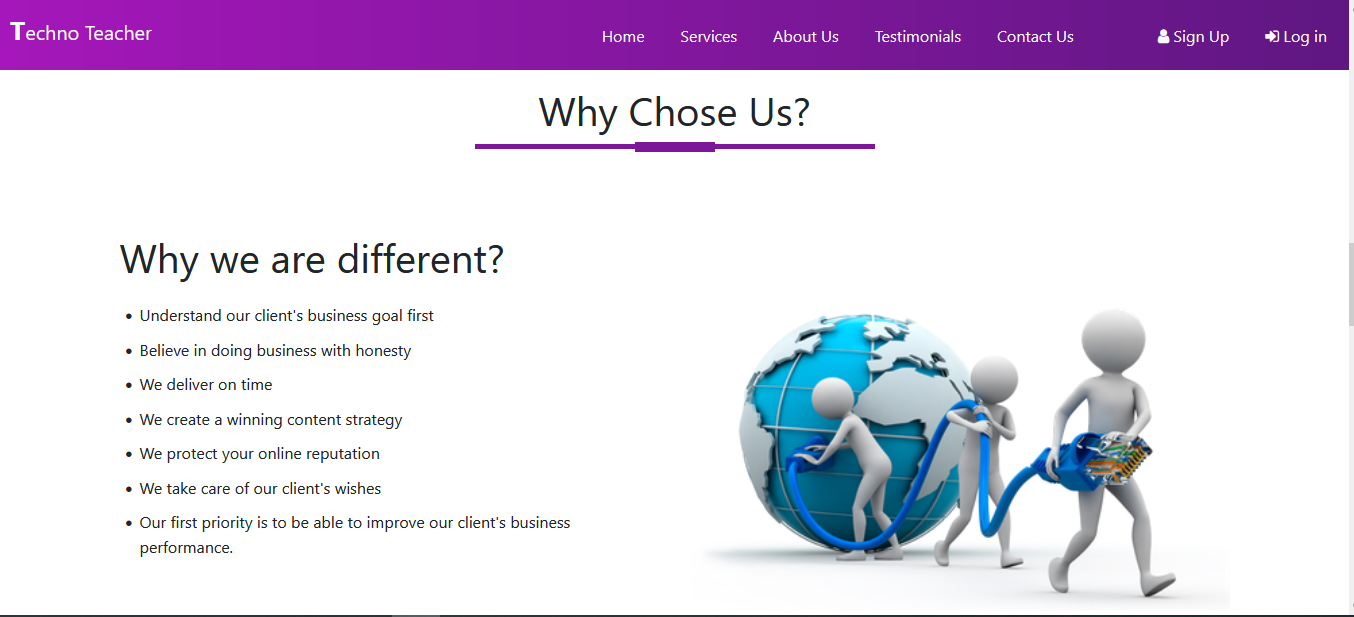 Techno Teacher
Home Services About Us Testimonials Contact Us Sign Up Log in
Why Chose Us?
Why we are different?
Understand our client's business goal first
Believe in doing business with honesty
We deliver on time
We create a winning content strategy
We protect your online reputation
We take care of our client's wishes
Our first priority is to be able to improve our client's business
performance.